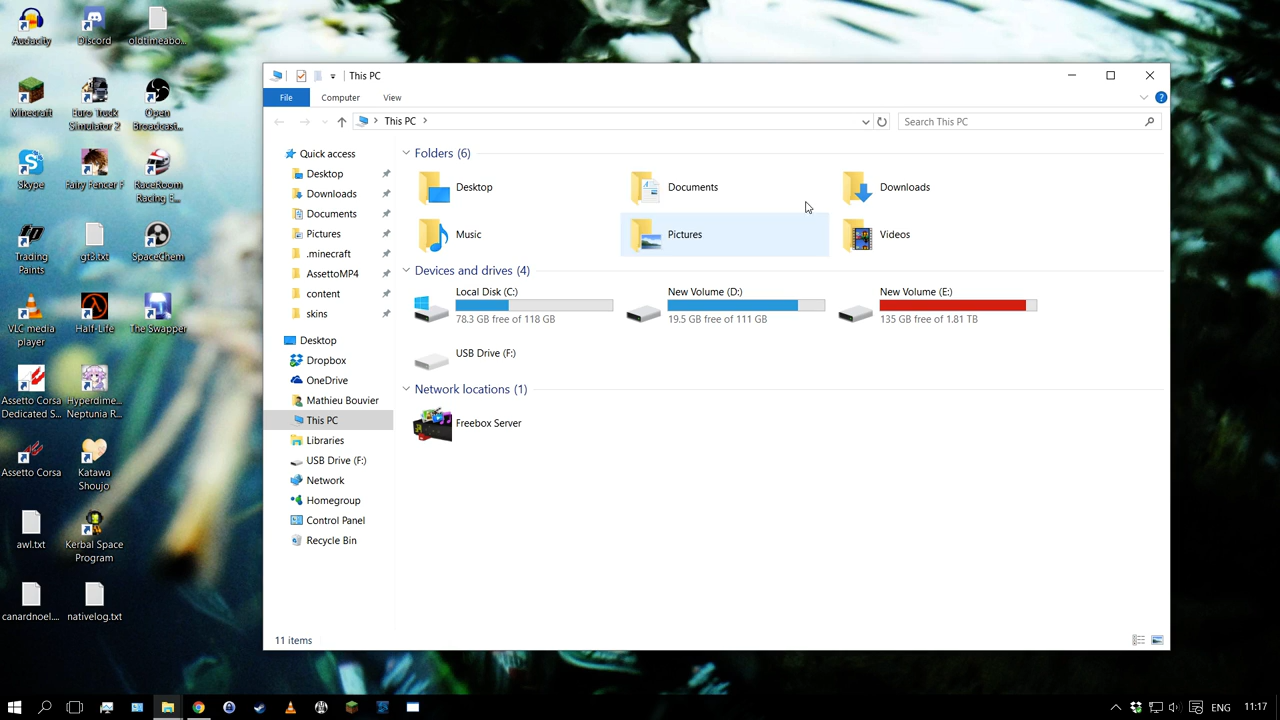 Audacity
Discord
oldtimeabo...
Minecraft
Euro Truck
Simulator 2
Open
Broadcast...
Skype
Fairy Fencer F
RaceRoom
Racing E...
Trading
Paints
gt3.txt
SpaceChem
VLC media
player
Half-Life
The Swapper
Assetto Corsa
Dedicated S...
Hyperdime...
Neptunia R...
Assetto Corsa
Katawa
Shoujo
awl.txt
Kerbal Space
Program
canardnoel....
nativelog.txt
This PC
File
Computer
View
This PC
Search This PC
Quick access
Desktop
Downloads
Documents
Pictures
.minecraft
AssettoMP4
content
skins
Desktop
Dropbox
OneDrive
Mathieu Bouvier
This PC
Libraries
USB Drive (F:)
Network
Homegroup
Control Panel
Recycle Bin
Folders (6)
Desktop
Documents
Downloads
Music
Pictures
Videos
Devices and drives (4)
Local Disk (C:)
78.3 GB free of 118 GB
New Volume (D:)
19.5 GB free of 111 GB
New Volume (E:)
135 GB free of 1.81 TB
USB Drive (F:)
Network locations (1)
Freebox Server
11 items
ENG
11:17